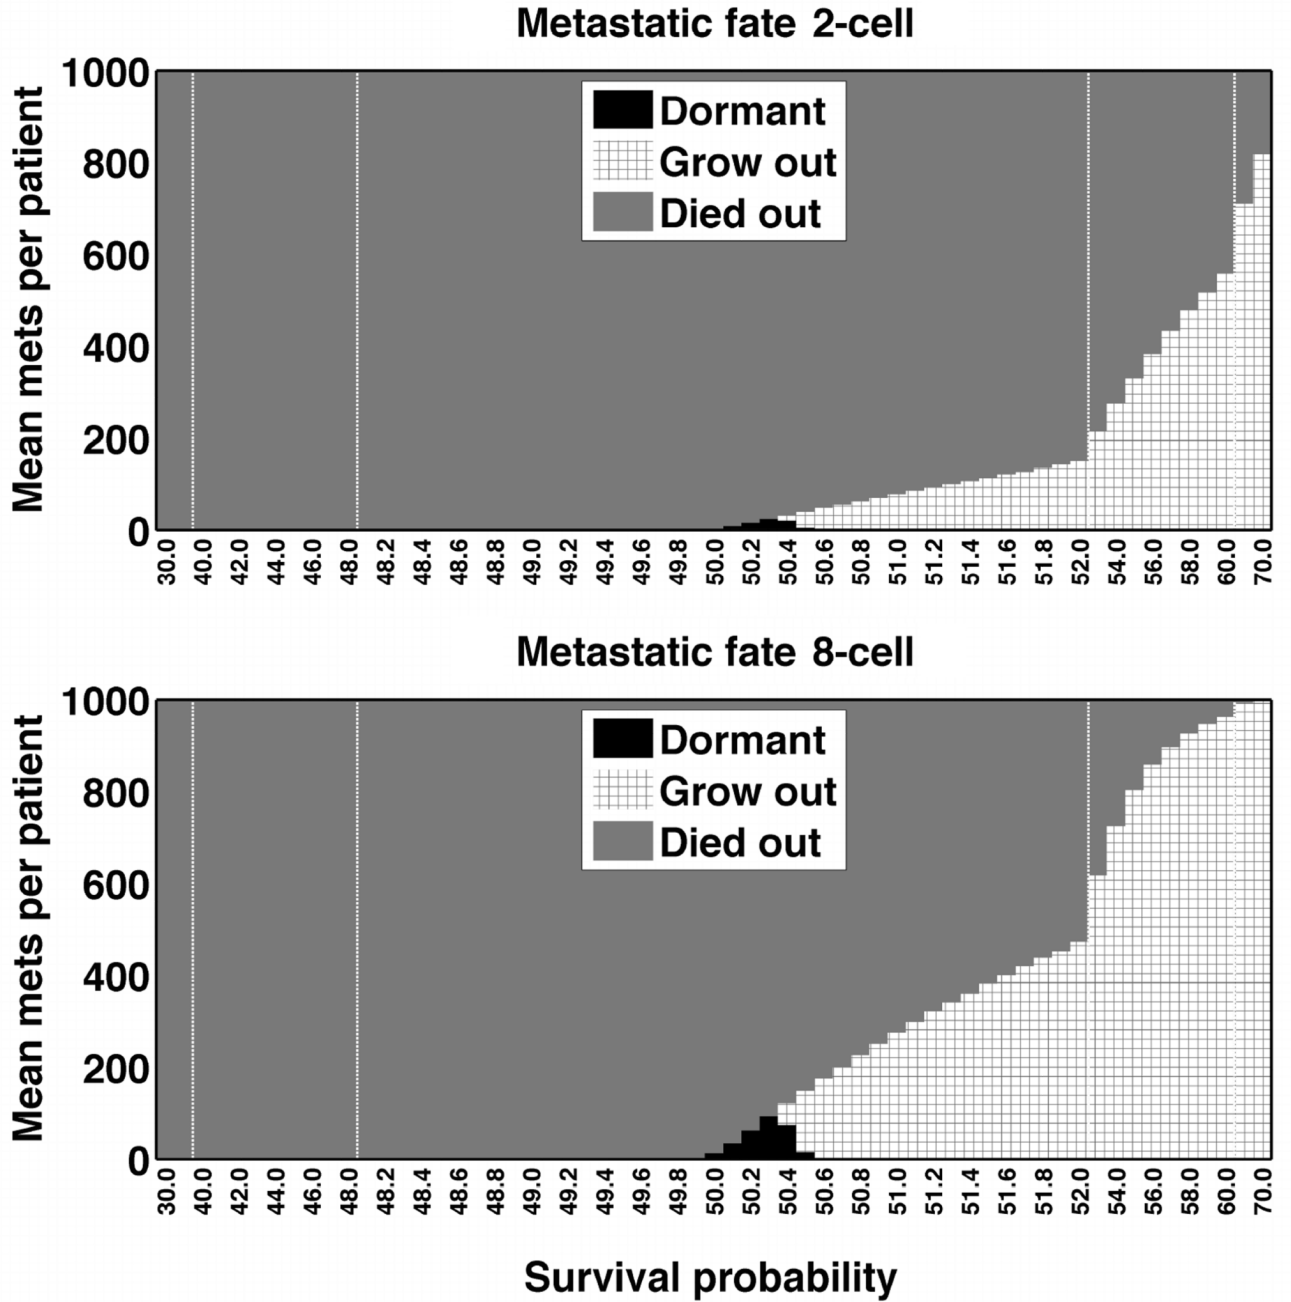 Metastatic fate 2-cell
Mean mets per patient
1000
800
600
400
200
0
Dormant
Grow out
Died out
30.0 40.0 42.0 44.0 46.0 48.0 48.2 48.4 48.6 48.8 49.0 49.2 49.4 49.6 49.8 50.0 50.2 50.4 50.6 50.8 51.0 51.2 51.4 51.6 51.8 52.0 54.0 56.0 58.0 60.0 70.0
Metastatic fate 8-cell
Mean mets per patient
1000
800
600
400
200
0
Dormant
Grow out
Died out
30.0 40.0 42.0 44.0 46.0 48.0 48.2 48.4 48.6 48.8 49.0 49.2 49.4 49.6 49.8 50.0 50.2 50.4 50.6 50.8 51.0 51.2 51.4 51.6 51.8 52.0 54.0 56.0 58.0 60.0 70.0
Survival probability